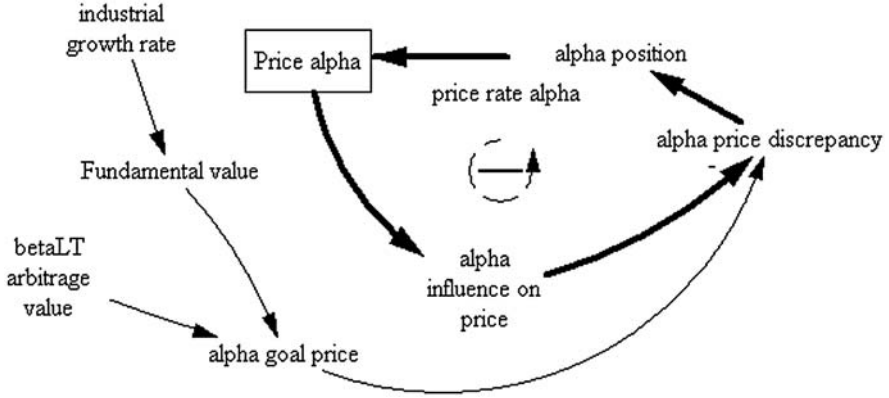 industrial
growth rate
Price alpha
alpha position
price rate alpha
alpha price discrepancy
-
Fundamental value
betaLT
arbitrage
value
alpha
influence on
price
alpha goal price